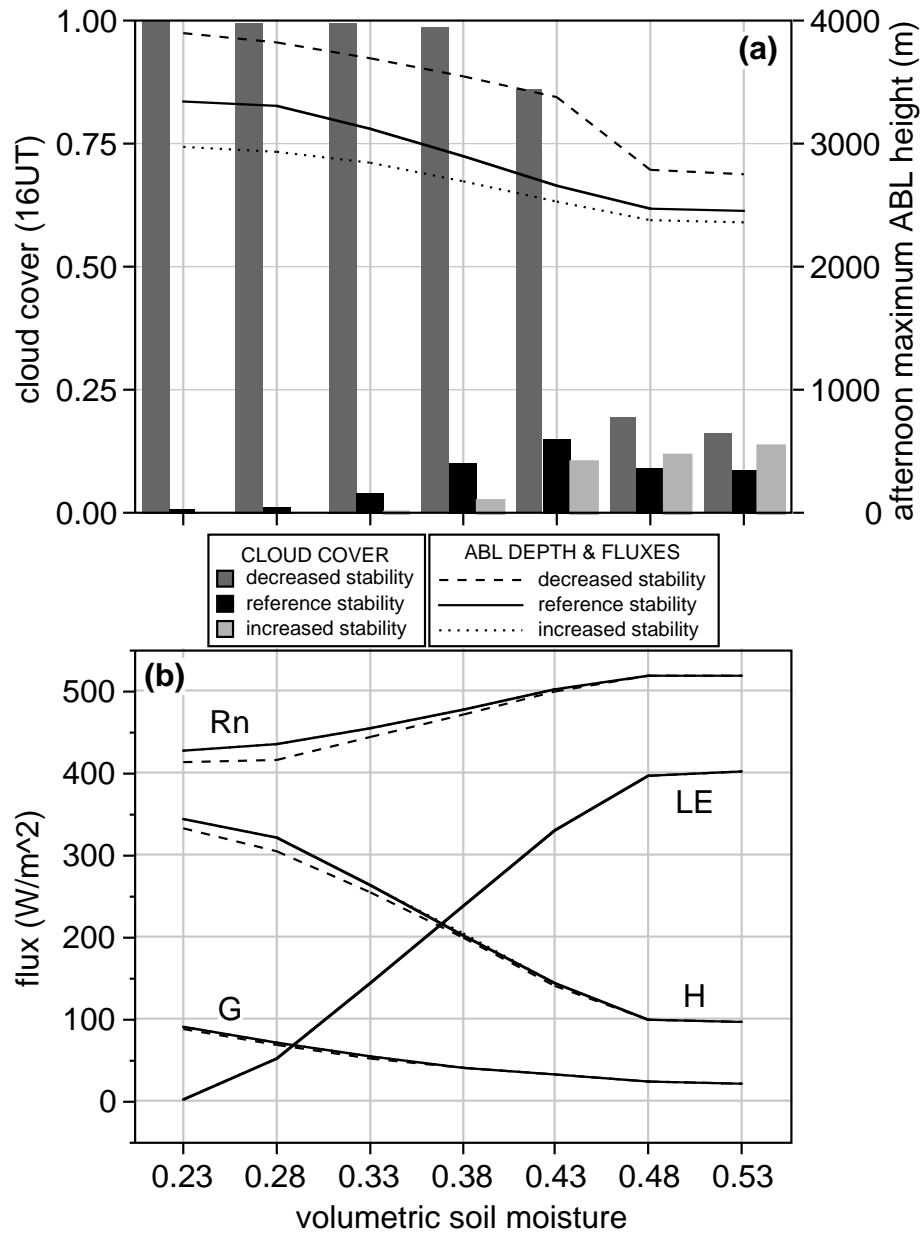 (a)
cloud cover (16UT)
1.00
0.75
0.50
0.25
0.00
afternoon maximum ABL height (m)
4000
3000
2000
1000
0
CLOUD COVER
decreased stability
reference stability
increased stability
ABL DEPTH & FLUXES
decreased stability
reference stability
increased stability
(b)
flux (W/m^2)
500
400
300
200
100
0
Rn
LE
H
G
0.23 0.28 0.33 0.38 0.43 0.48 0.53
volumetric soil moisture